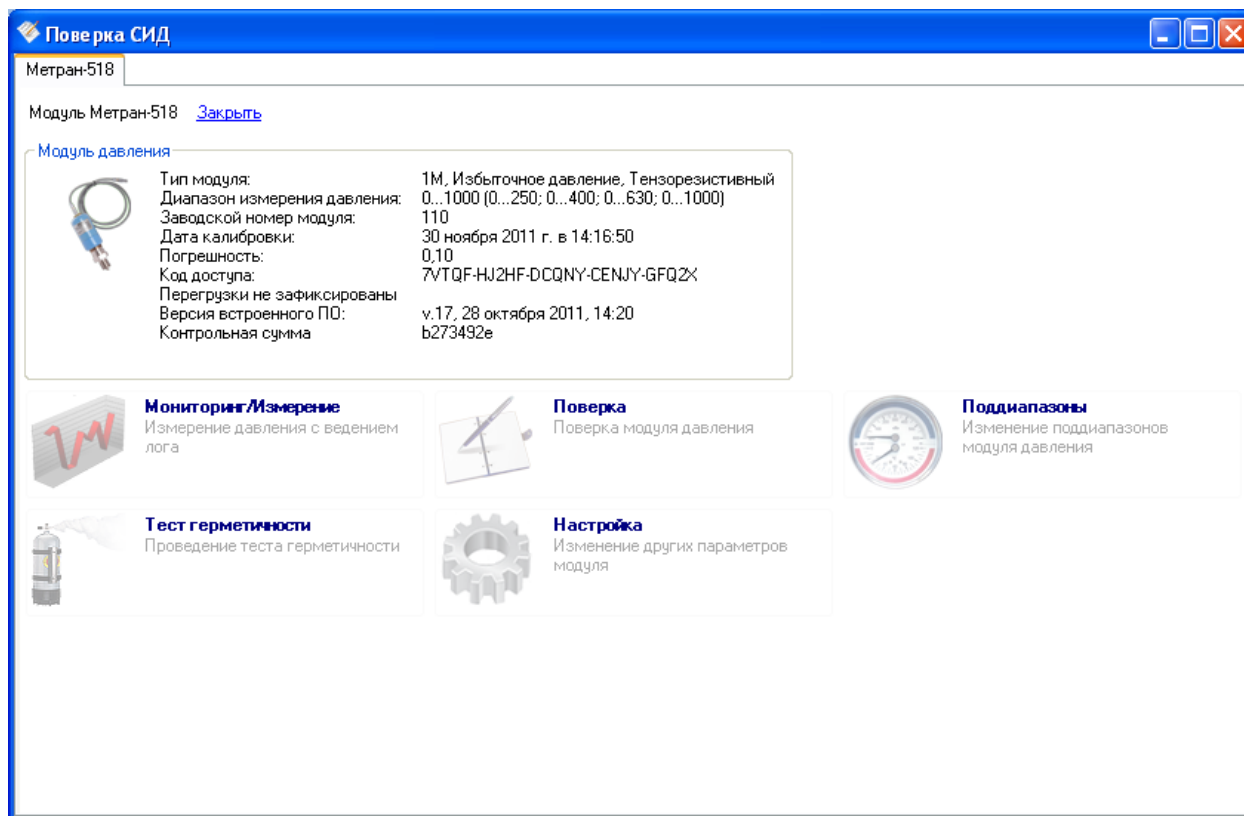 Поверка СИД
Метран-518
Модуль Метран-518 Закрыть
Модуль давления
Тип модуля: 1М, Избыточное давление, Тензорезистивный
Диапазон измерения давления: 0...1000 (0...250; 0...400; 0...630; 0...1000)
Заводской номер модуля: 110
Дата калибровки: 30 ноября 2011 г. в 14:16:50
Погрешность: 0,10
Код доступа: 7VTQF-HJ2HF-DCQNY-CENJY-GFQ2X
Перегрузки не зафиксированы
Версия встроенного ПО: v.17, 28 октября 2011, 14:20
Контрольная сумма b273492e
Мониторинг/Измерение
Измерение давления с ведением
лога
Поверка
Поверка модуля давления
Поддиапазоны
Изменение поддиапазонов
модуля давления
Тест герметичности
Проведение теста герметичности
Настройка
Изменение других параметров
модуля